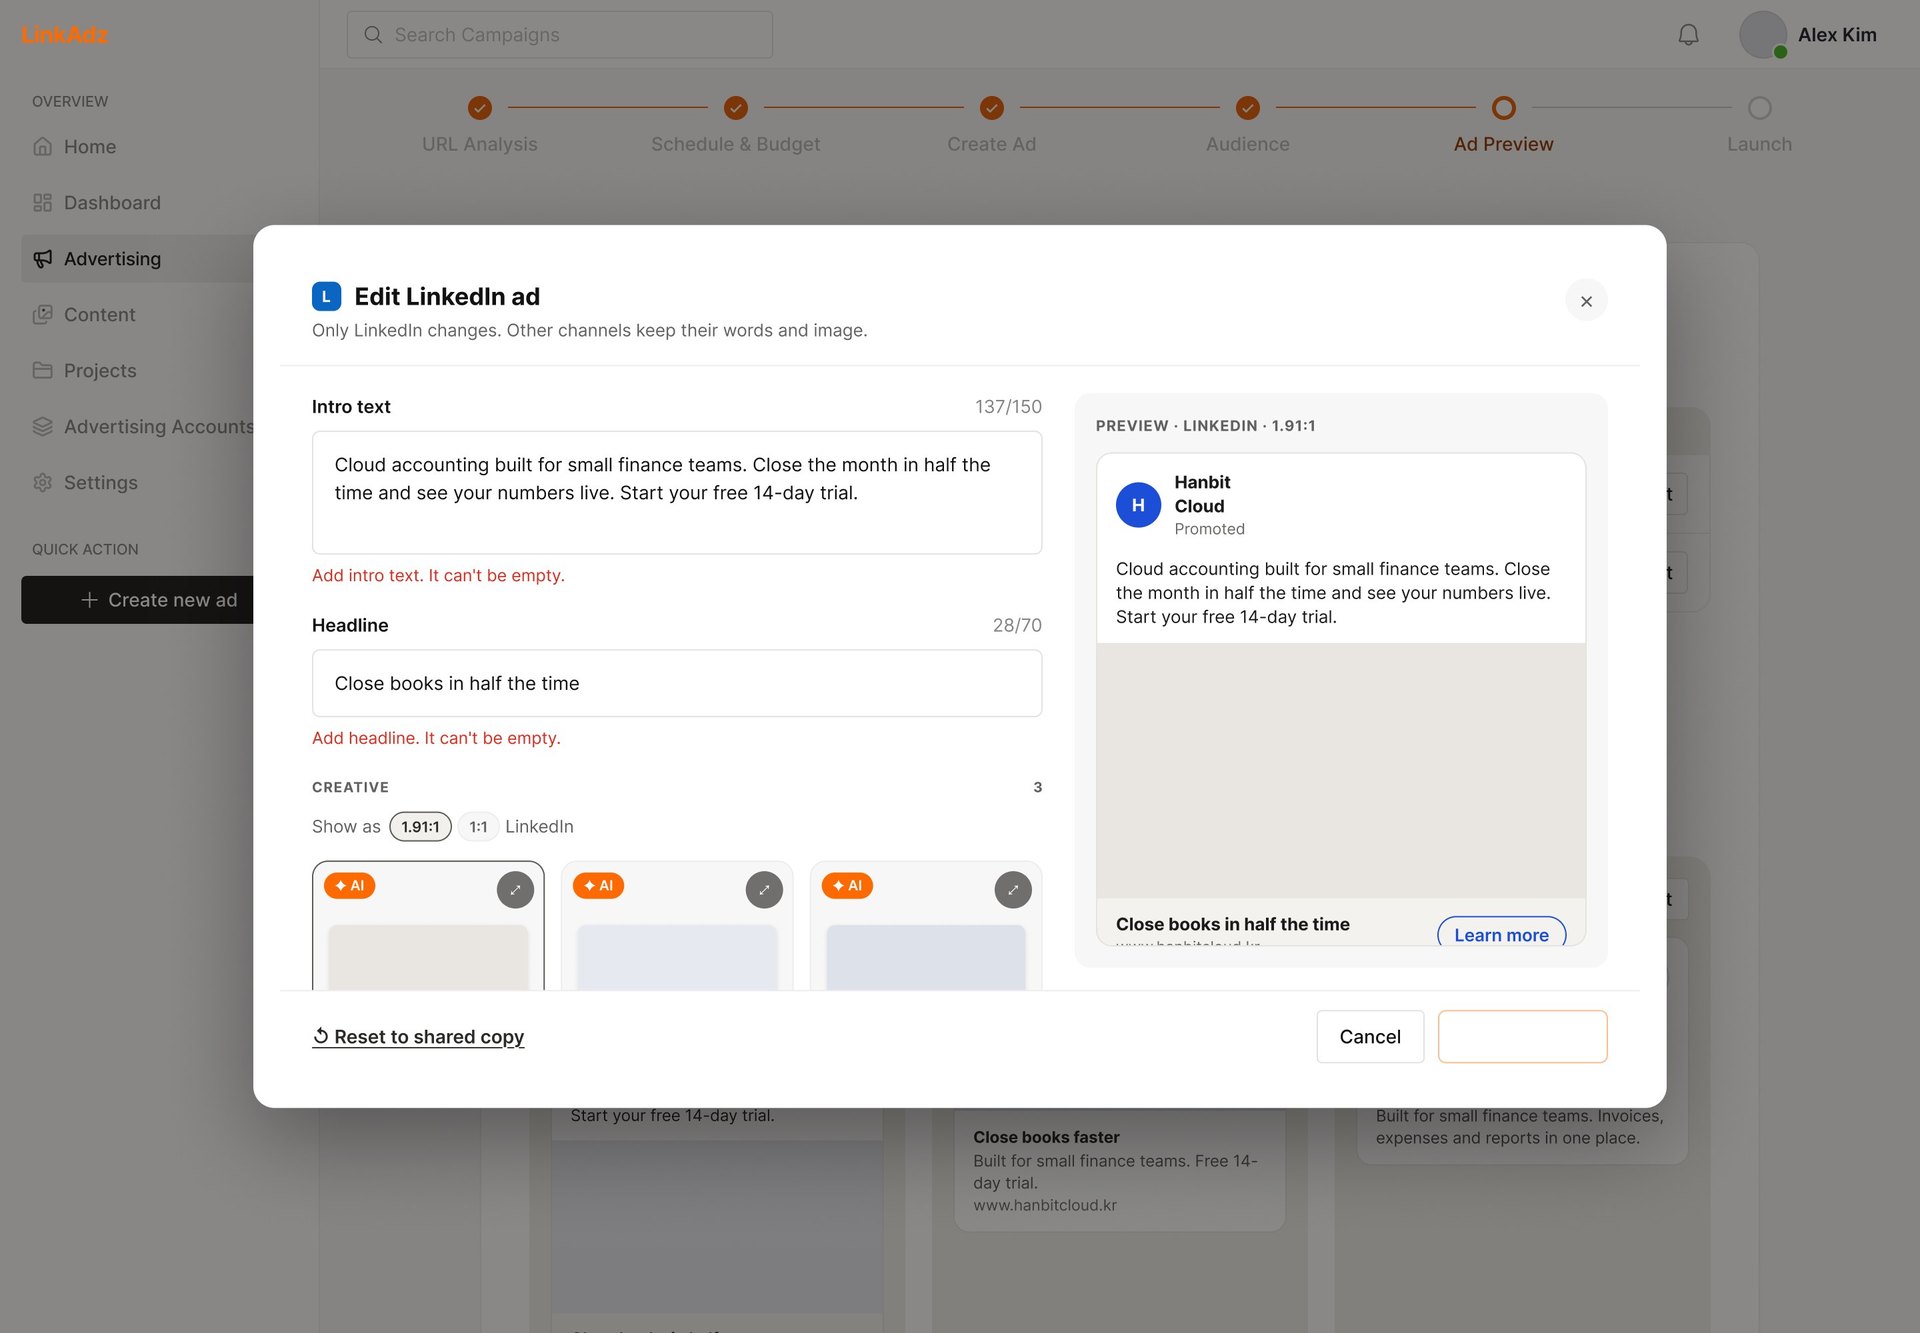 LinkAdz
Search Campaigns
Alex Kim
OVERVIEW
Home
Dashboard
Advertising
Content
Projects
Advertising Accounts
Settings
QUICK ACTION
Create new ad
URL Analysis
Schedule & Budget
Create Ad
Audience
Ad Preview
Launch
L
Edit LinkedIn ad
Only LinkedIn changes. Other channels keep their words and image.
Intro text
137/150
Cloud accounting built for small finance teams. Close the month in half the
time and see your numbers live. Start your free 14-day trial.
Add intro text. It can't be empty.
Headline
28/70
Close books in half the time
Add headline. It can't be empty.
CREATIVE
3
Show as 1.91:1 1:1 LinkedIn
AI
AI
AI
PREVIEW · LINKEDIN · 1.91:1
H
Hanbit
Cloud
Promoted
Cloud accounting built for small finance teams. Close
the month in half the time and see your numbers live.
Start your free 14-day trial.
Close books in half the time
www.hanbitcloud.kr
Learn more
Reset to shared copy
Cancel
t
t
t
Start your free 14-day trial.
Close books faster
Built for small finance teams. Free 14-
day trial.
www.hanbitcloud.kr
Built for small finance teams. Invoices,
expenses and reports in one place.